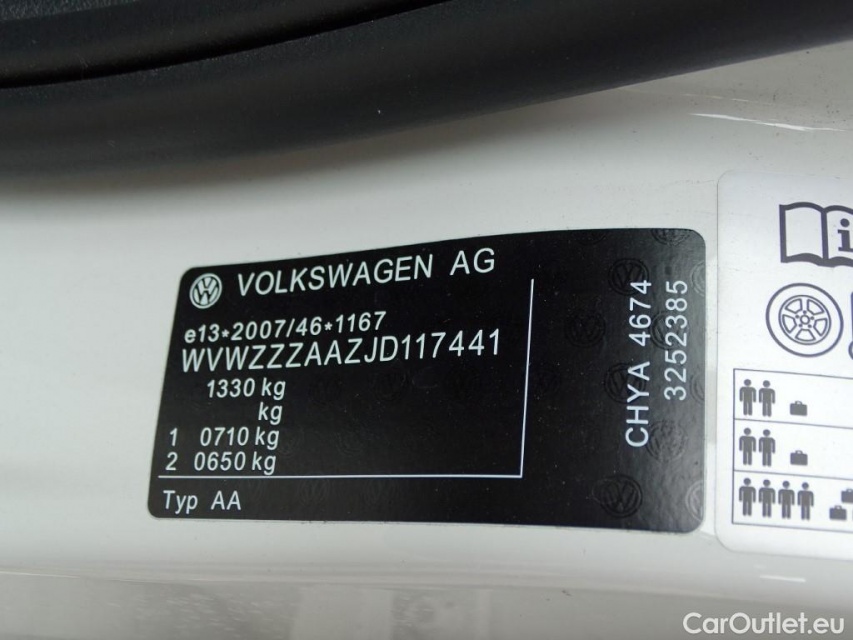 VOLKSWAGEN AG
e13*2007/46*1167
WVWZZZAAZJD117441
1330 kg
kg
1 0710 kg
2 0650 kg
Typ AA
CHYA 4674
3252385
i
CarOutlet.eu